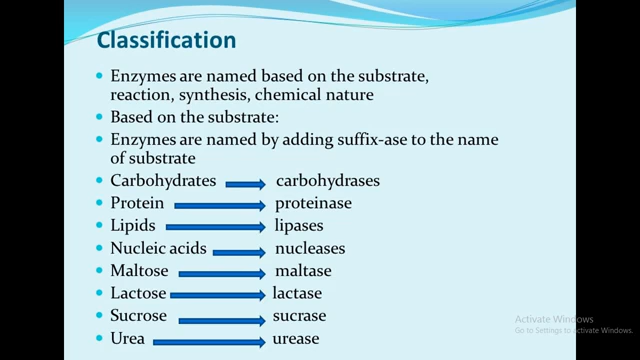 Classification
Enzymes are named based on the substrate,
reaction, synthesis, chemical nature
Based on the substrate:
Enzymes are named by adding suffix-ase to the name
of substrate
Carbohydrates carbohydrases
Protein proteinase
Lipids lipases
Nucleic acids nucleases
Maltose maltase
Lactose lactase
Sucrose sucrase
Urea urease
Activate Windows
Go to Settings to Activate Windows.